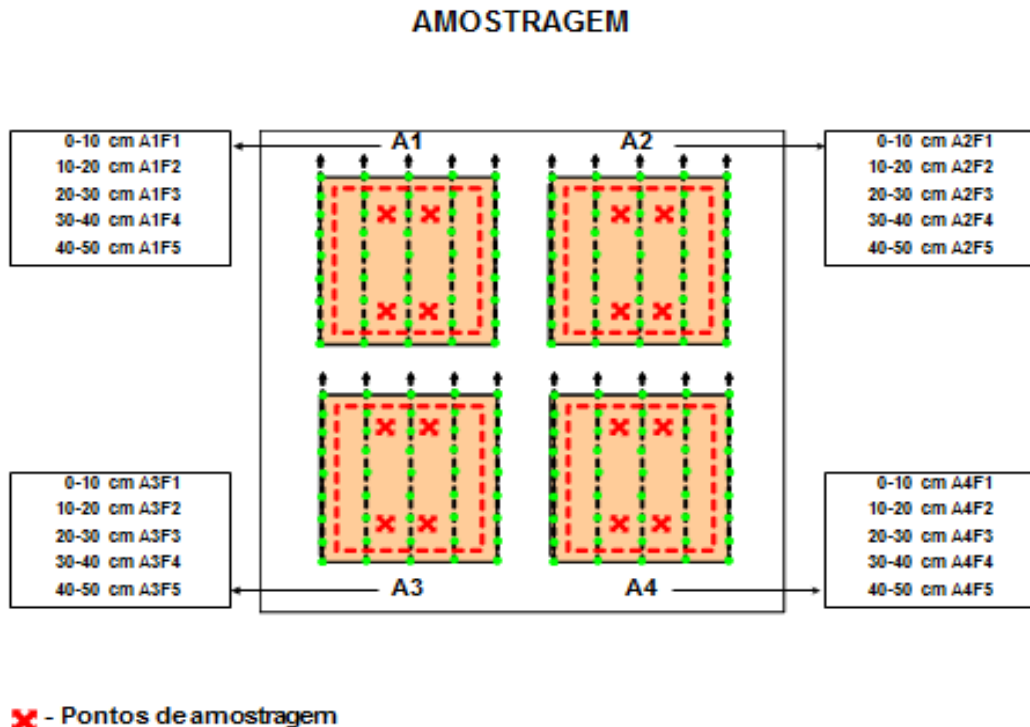 AMOSTRAGEM
0-10 cm A1F1
10-20 cm A1F2
20-30 cm A1F3
30-40 cm A1F4
40-50 cm A1F5
A1
A2
0-10 cm A2F1
10-20 cm A2F2
20-30 cm A2F3
30-40 cm A2F4
40-50 cm A2F5
0-10 cm A3F1
10-20 cm A3F2
20-30 cm A3F3
30-40 cm A3F4
40-50 cm A3F5
A3
A4
0-10 cm A4F1
10-20 cm A4F2
20-30 cm A4F3
30-40 cm A4F4
40-50 cm A4F5
- Pontos de amostragem